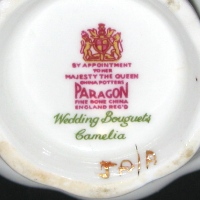 BY APPOINTMENT
TO HER
MAJESTY THE QUEEN
CHINA POTTERS
PARAGON
FINE BONE CHINA
ENGLAND REG'D
Wedding Bouquets
Camelia